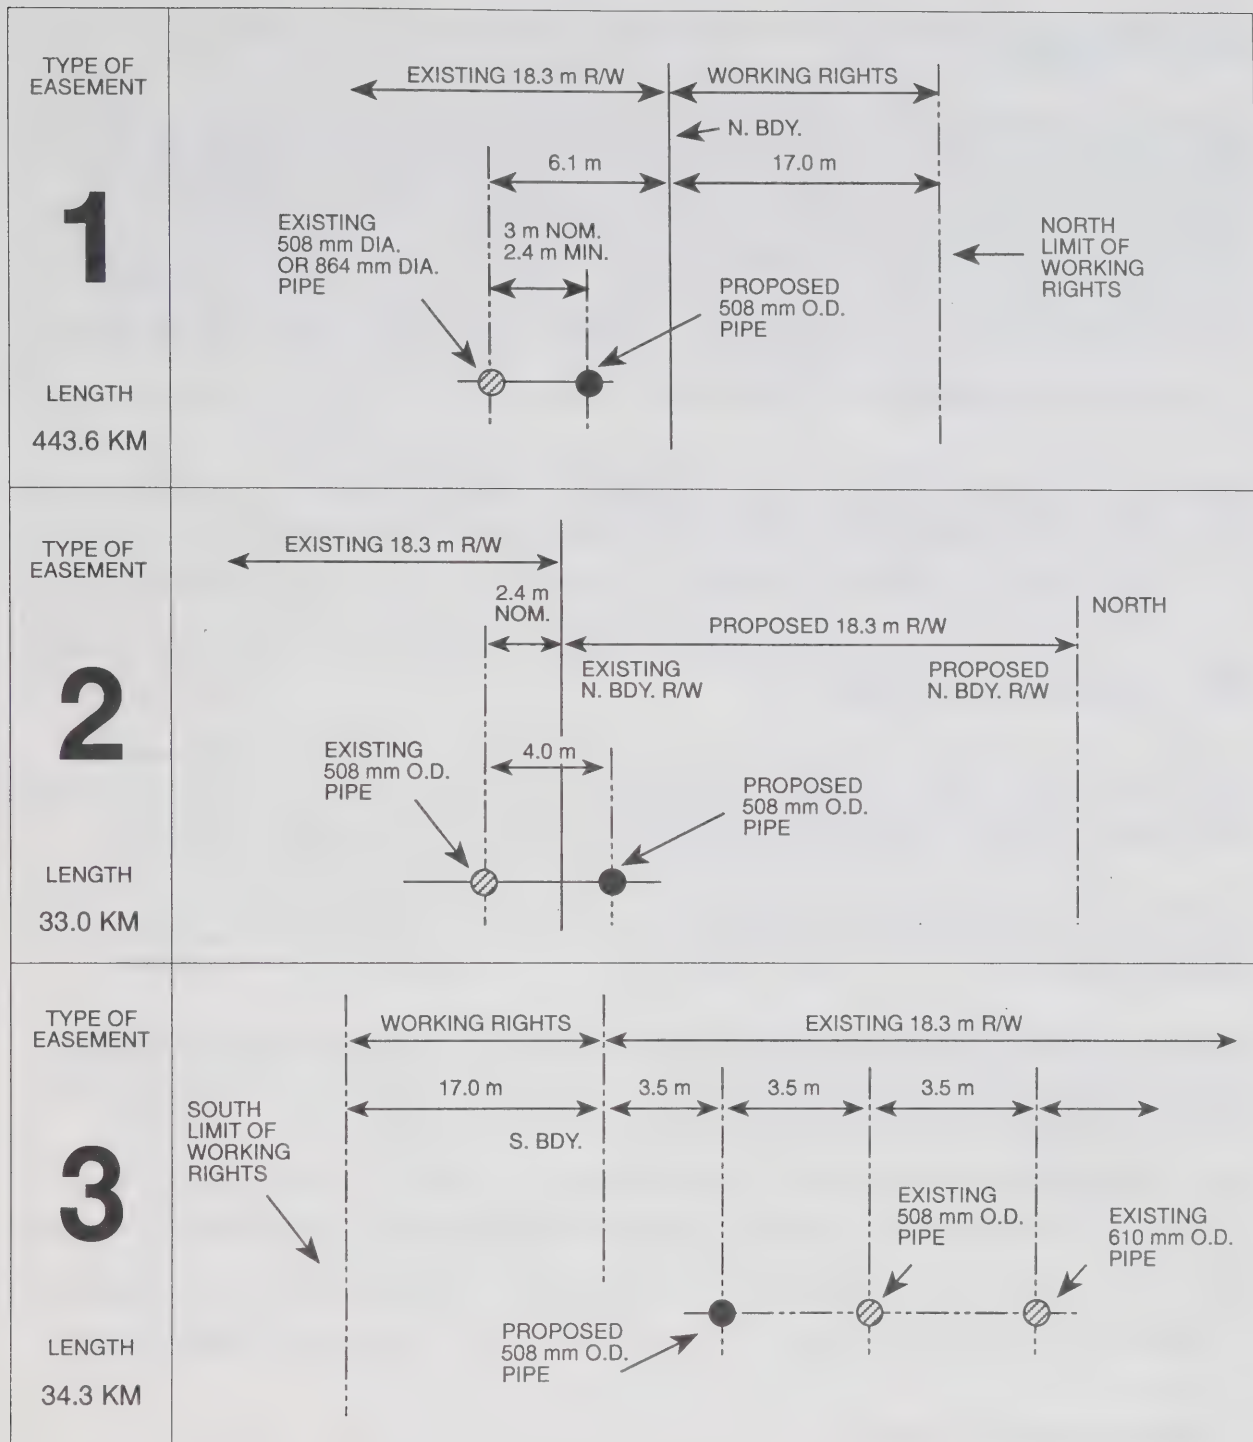 TYPE OF
EASEMENT
1
LENGTH
443.6 KM
EXISTING 18.3 m R/W
WORKING RIGHTS
N. BDY.
6.1 m
17.0 m
EXISTING
508 mm DIA.
OR 864 mm DIA.
PIPE
3 m NOM.
2.4 m MIN.
PROPOSED
508 mm O.D.
PIPE
NORTH
LIMIT OF
WORKING
RIGHTS
TYPE OF
EASEMENT
2
LENGTH
33.0 KM
EXISTING 18.3 m R/W
2.4 m
NOM.
PROPOSED 18.3 m R/W
NORTH
EXISTING
N. BDY. R/W
PROPOSED
N. BDY. R/W
EXISTING
508 mm O.D.
PIPE
4.0 m
PROPOSED
508 mm O.D.
PIPE
TYPE OF
EASEMENT
3
LENGTH
34.3 KM
WORKING RIGHTS
EXISTING 18.3 m R/W
17.0 m
3.5 m
3.5 m
3.5 m
SOUTH
LIMIT OF
WORKING
RIGHTS
S. BDY.
EXISTING
508 mm O.D.
PIPE
EXISTING
610 mm O.D.
PIPE
PROPOSED
508 mm O.D.
PIPE